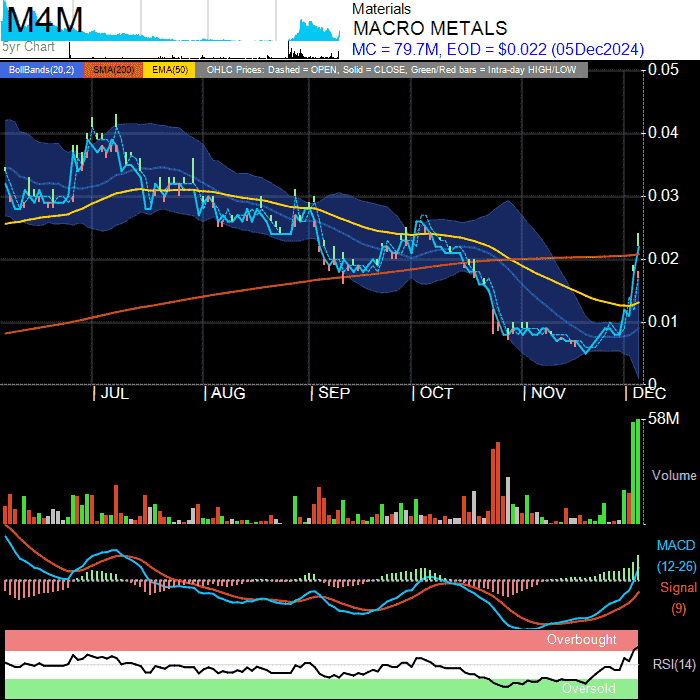 M4M
5yr Chart
Materials
MACRO METALS
MC = 79.7M, EOD = $0.022 (05Dec2024)
BollBands(20,2) SMA(200) EMA(50) OHLC Prices: Dashed = OPEN, Solid = CLOSE, Green/Red bars = Intra-day HIGH/LOW
0.05
0.04
0.03
0.02
0.01
0
| JUL | AUG | SEP | OCT | NOV | DEC
58M
Volume
MACD
(12-26)
Signal
(9)
Overbought
RSI(14)
Oversold